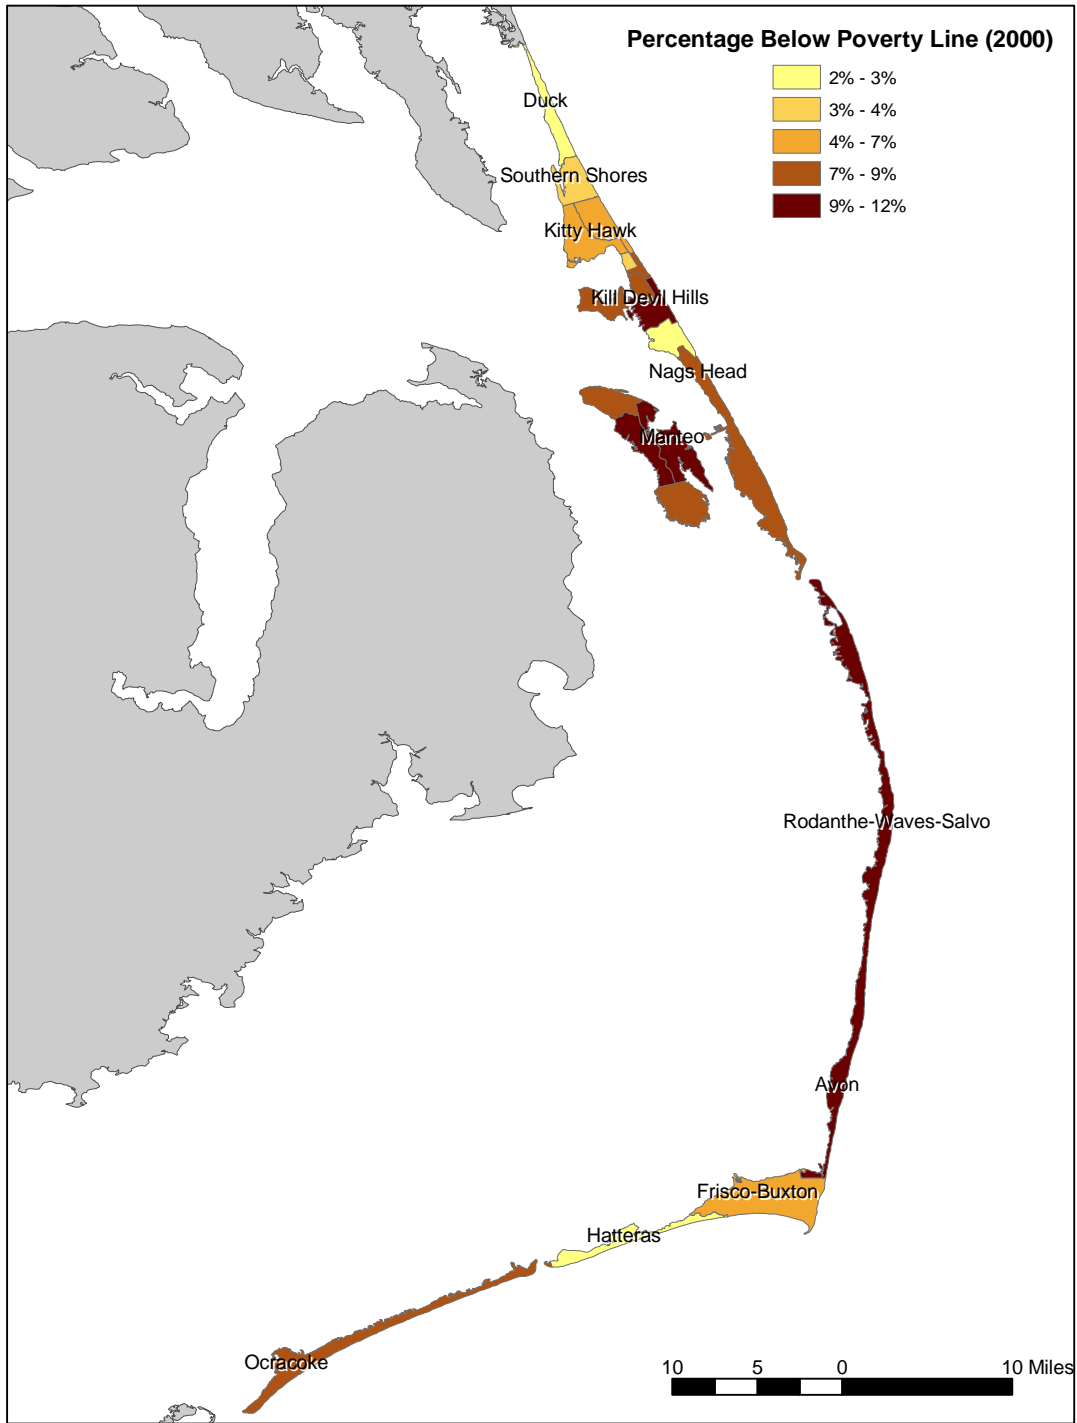 Percentage Below Poverty Line (2000)
2% - 3%
3% - 4%
4% - 7%
7% - 9%
9% - 12%
Duck
Southern Shores
Kitty Hawk
Kill Devil Hills
Nags Head
Manteo
Rodanthe-Waves-Salvo
Avon
Frisco-Buxton
Hatteras
Ocracoke
10 5 0 10 Miles